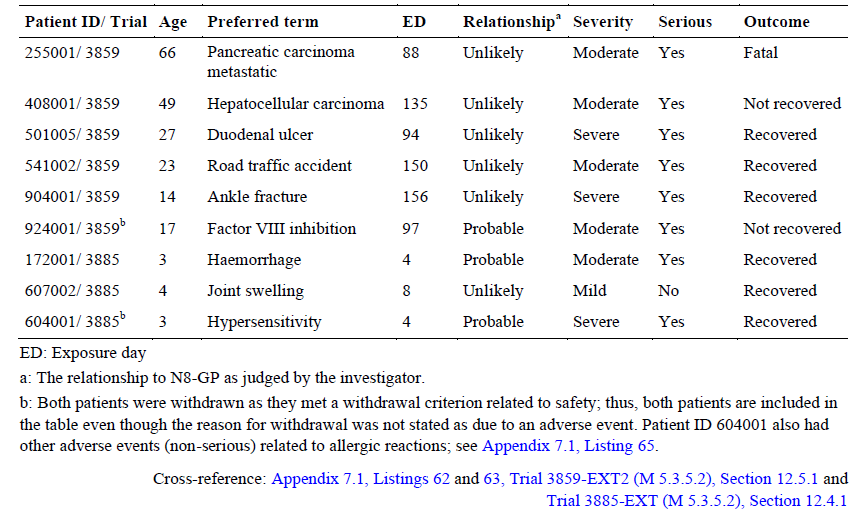 Patient ID/ Trial Age Preferred term ED Relationshipa Severity Serious Outcome
255001/ 3859 66 Pancreatic carcinoma metastatic 88 Unlikely Moderate Yes Fatal
408001/ 3859 49 Hepatocellular carcinoma 135 Unlikely Moderate Yes Not recovered
501005/ 3859 27 Duodenal ulcer 94 Unlikely Severe Yes Recovered
541002/ 3859 23 Road traffic accident 150 Unlikely Moderate Yes Recovered
904001/ 3859 14 Ankle fracture 156 Unlikely Severe Yes Recovered
924001/ 3859b 17 Factor VIII inhibition 97 Probable Moderate Yes Not recovered
172001/ 3885 3 Haemorrhage 4 Probable Moderate Yes Recovered
607002/ 3885 4 Joint swelling 8 Unlikely Mild No Recovered
604001/ 3885b 3 Hypersensitivity 4 Probable Severe Yes Recovered
ED: Exposure day
a: The relationship to N8-GP as judged by the investigator.
b: Both patients were withdrawn as they met a withdrawal criterion related to safety; thus, both patients are included in
the table even though the reason for withdrawal was not stated as due to an adverse event. Patient ID 604001 also had
other adverse events (non-serious) related to allergic reactions; see Appendix 7.1, Listing 65.
Cross-reference: Appendix 7.1, Listings 62 and 63, Trial 3859-EXT2 (M 5.3.5.2), Section 12.5.1 and
Trial 3885-EXT (M 5.3.5.2), Section 12.4.1